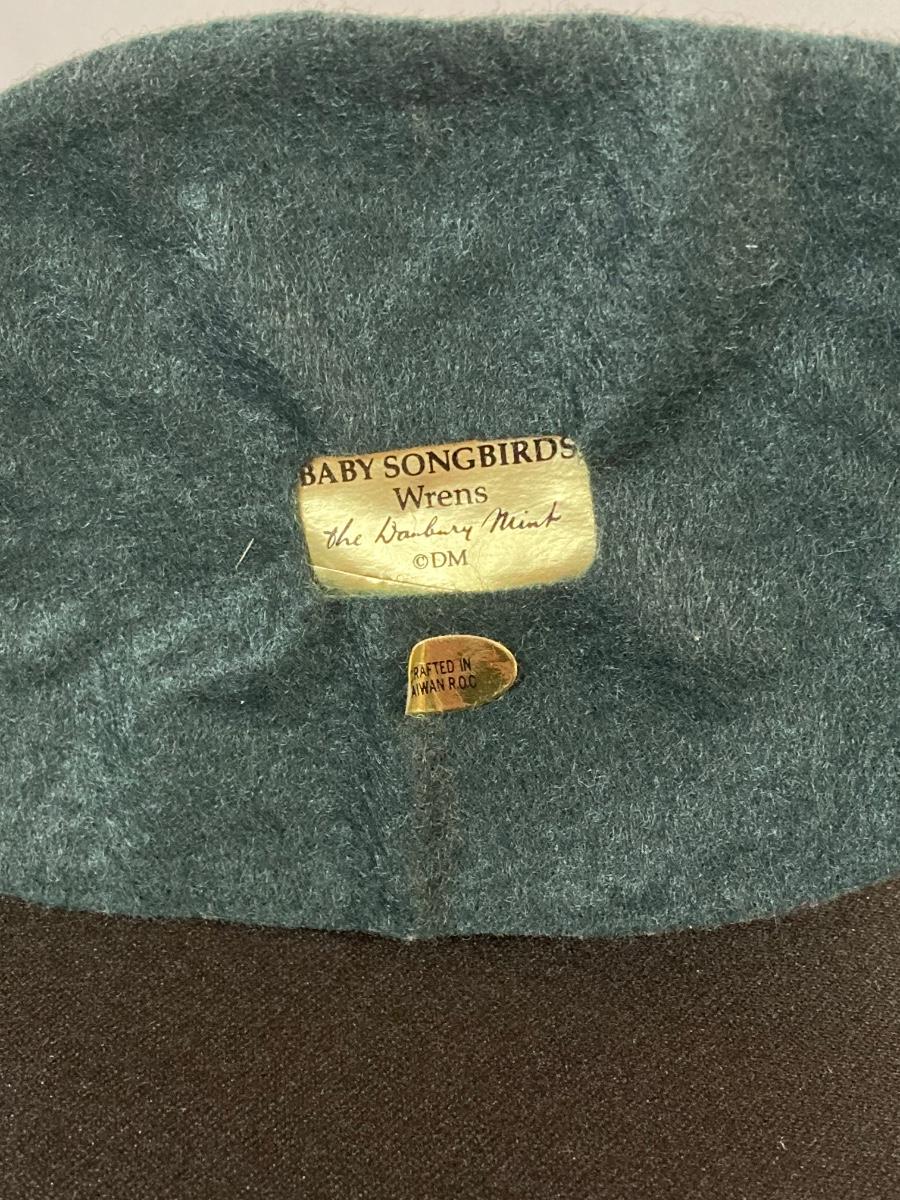 BABY SONGBIRDS
Wrens
the Danbury Mint
©DM
RAFTED IN
AIWAN R.O.C